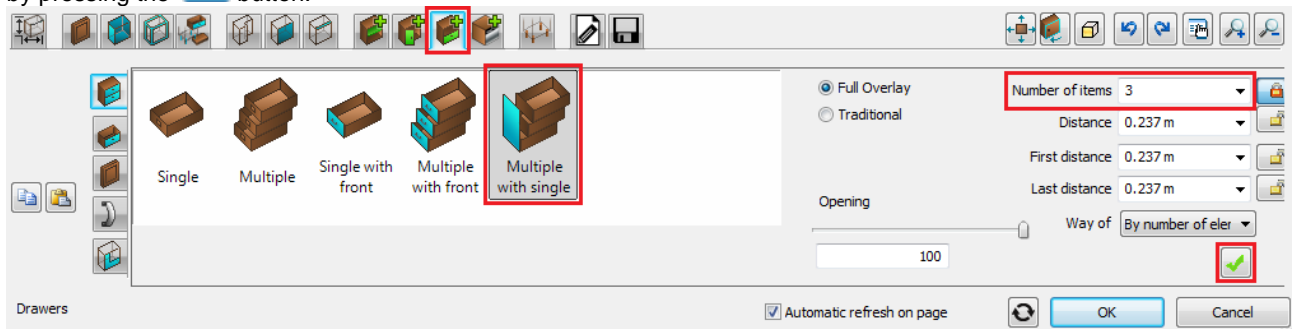 by pressing the button.
Full Overlay
Traditional
Number of items 3
Distance 0.237 m
First distance 0.237 m
Last distance 0.237 m
Way of By number of eler
Single
Multiple
Single with
front
Multiple
with front
Multiple
with single
Opening
100
Drawers
Automatic refresh on page
OK
Cancel